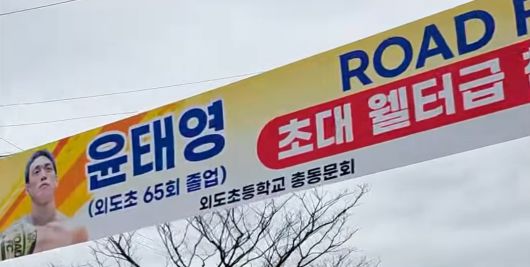 ROAD F
윤태영
초대 웰터급
(외도초 65회 졸업)
외도초등학교 총동문회
ROAD